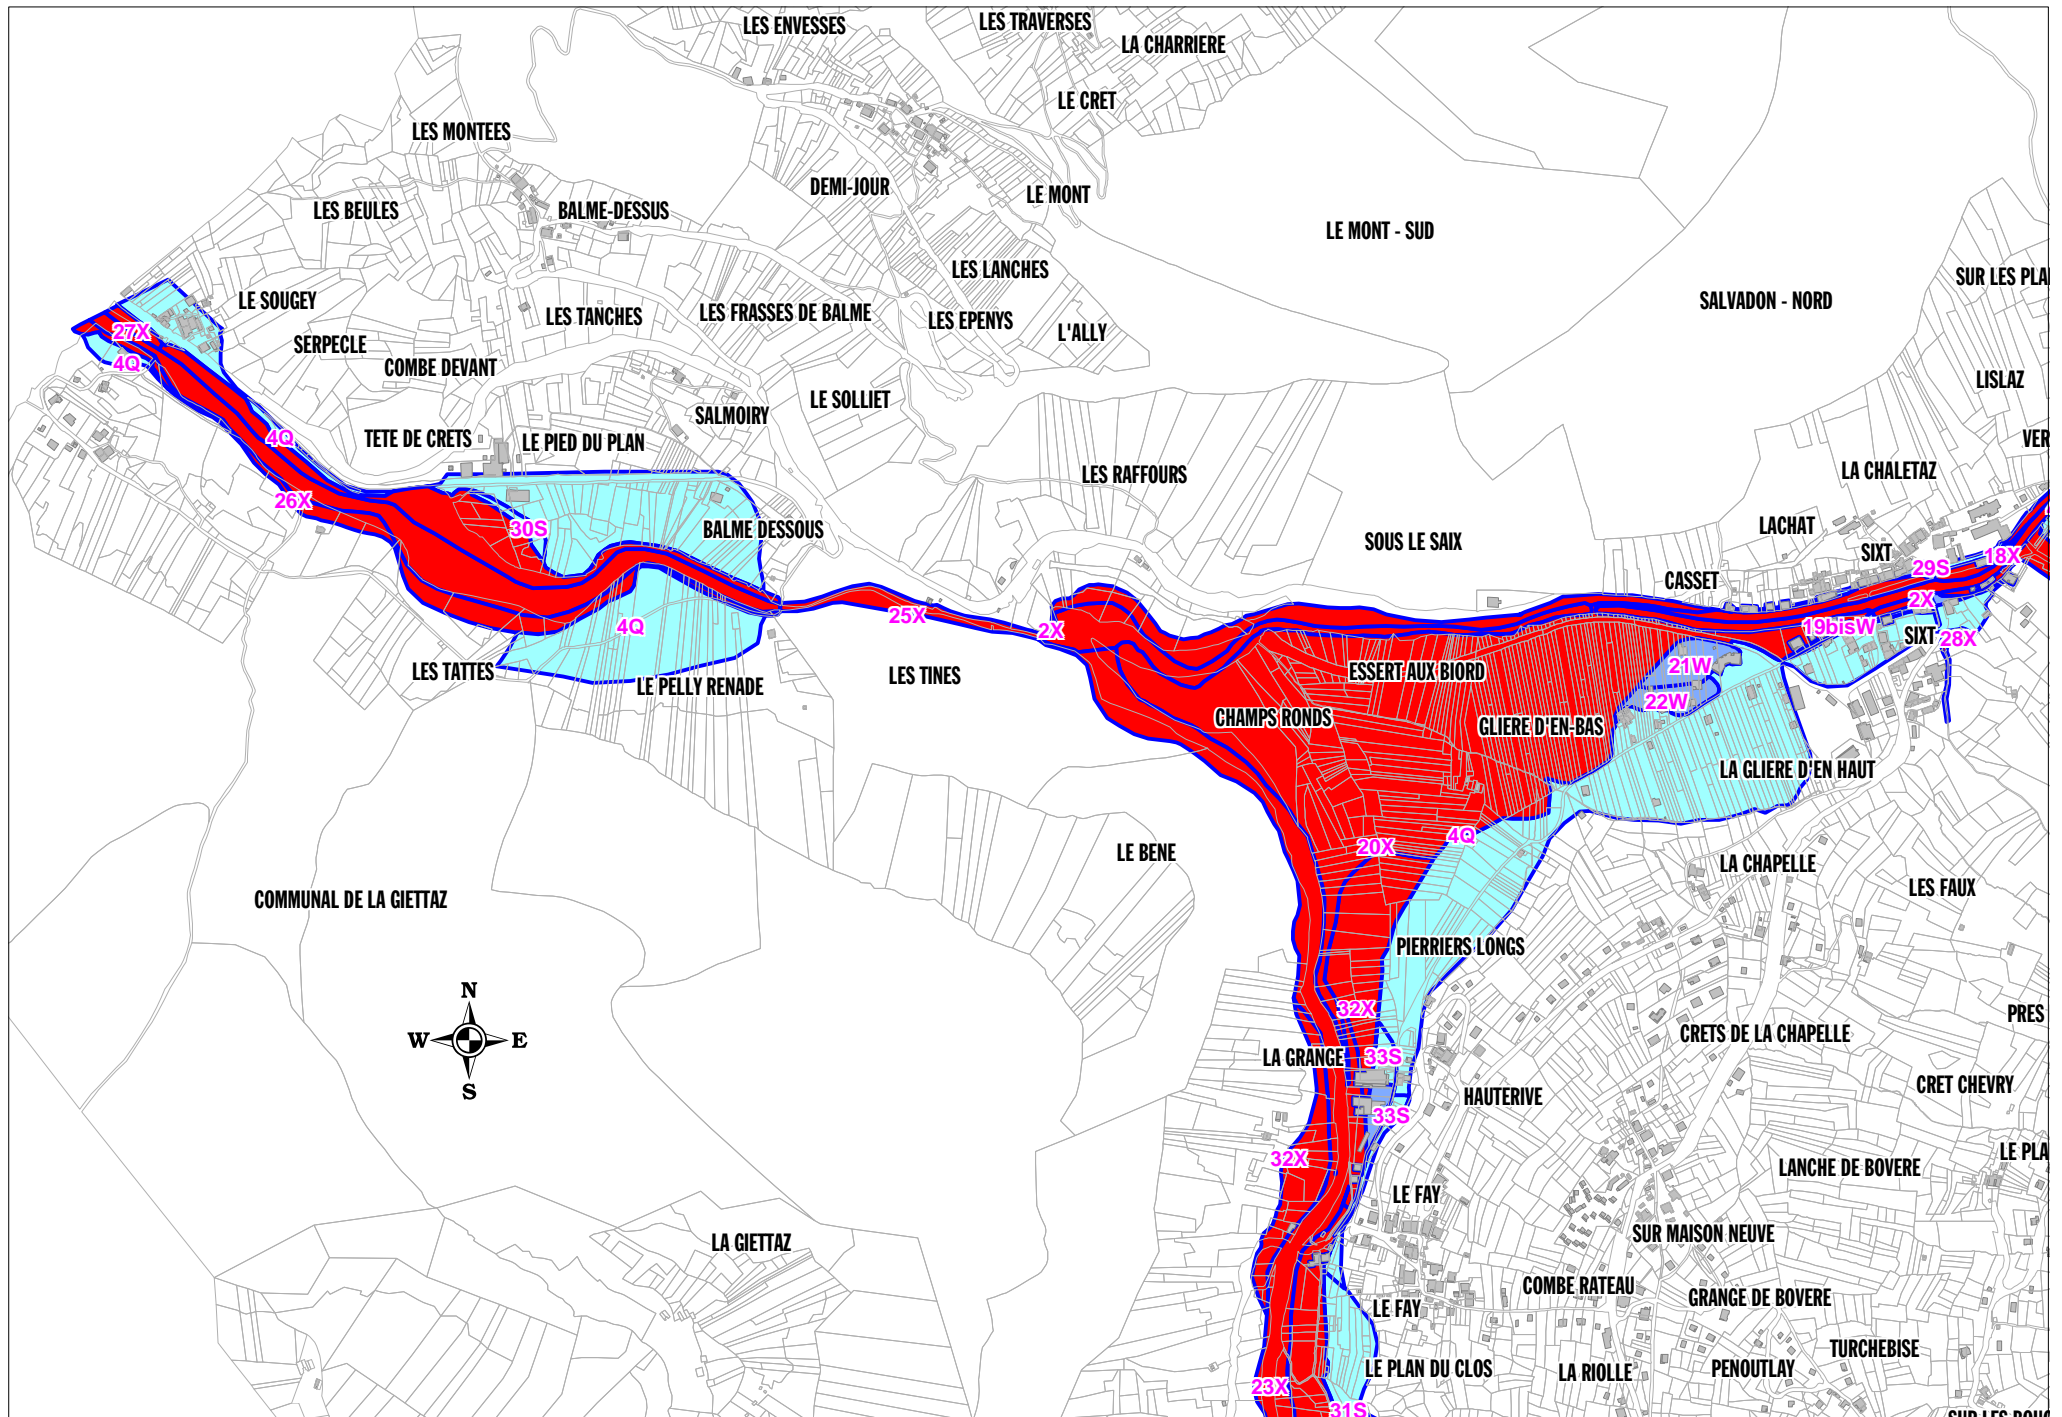 LES ENVESSES
LES TRAVERSES
LA CHARRIERE
LE CRET
LES MONTEES
DEMI-JOUR
LE MONT
LES BEULES
BALME-DESSUS
LE MONT - SUD
LES LANCHES
SUR LES PLA
LE SOUGEY
SALVADON - NORD
LES FRASSES DE BALME
LES TANCHES
LES EPENYS
L'ALLY
27X
SERPECLE
4Q
COMBE DEVANT
LISLAZ
LE SOLLIET
SALMOIRY
4Q
TETE DE CRETS
LE PIED DU PLAN
VER
LES RAFFOURS
LA CHALETAZ
26X
30S
BALME DESSOUS
LACHAT
SOUS LE SAIX
SIXT
18X
29S
CASSET
2X
25X
4Q
2X
19bisW
SIXT
28X
LES TATTES
LE PELLY RENADE
LES TINES
ESSERT AUX BIORD
21W
22W
CHAMPS RONDS
GLIERE D'EN-BAS
LA GLIERE D'EN HAUT
4Q
20X
LE BENE
LA CHAPELLE
LES FAUX
COMMUNAL DE LA GIETTAZ
PIERRIERS LONGS
N
W
E
S
32X
PRES
CRETS DE LA CHAPELLE
LA GRANGE
33S
CRET CHEVRY
HAUTERIVE
33S
LE PLA
32X
LANCHE DE BOVERE
LE FAY
SUR MAISON NEUVE
LA GIETTAZ
COMBE RATEAU
GRANGE DE BOVERE
LE FAY
TURCHEBISE
LE PLAN DU CLOS
LA RIOLLE
PENOUTLAY
23X
31S